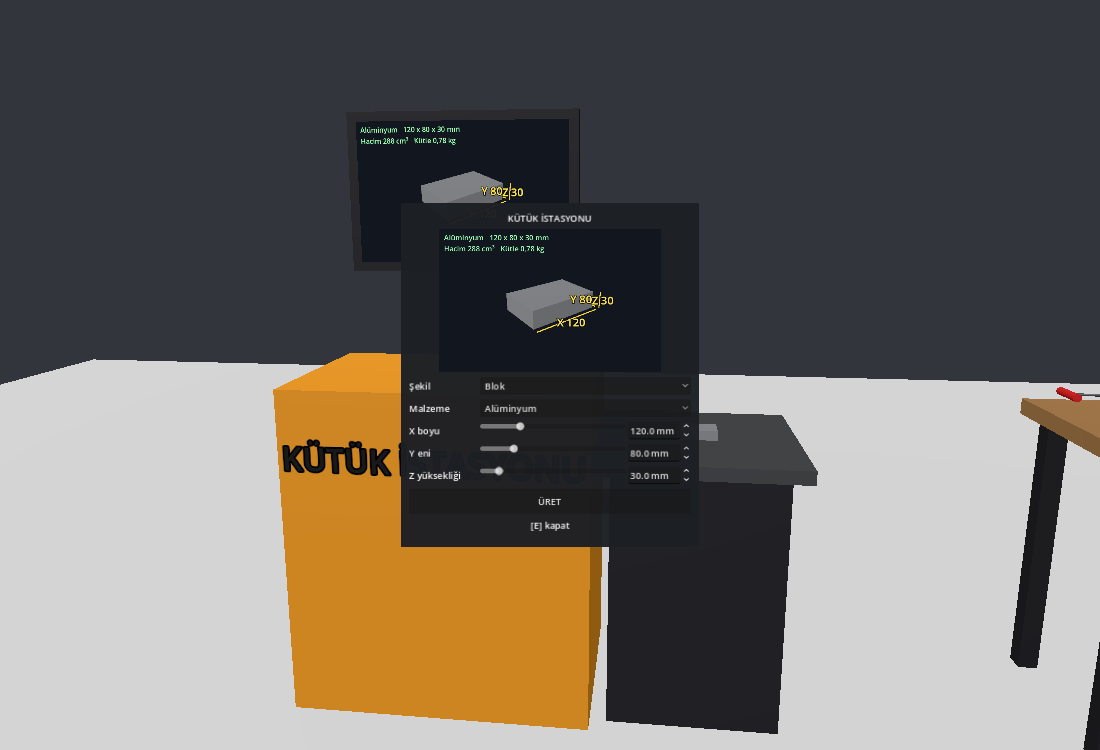 Alüminyum 120 x 80 x 30 mm
Hacim 288 cm³ Kütle 0,78 kg
Y 80
Z 30
KÜTÜK İSTASYONU
Alüminyum 120 x 80 x 30 mm
Hacim 288 cm³ Kütle 0,78 kg
Y 80
Z 30
X 120
Şekil Blok
Malzeme Alüminyum
X boyu 120.0 mm
Y eni 80.0 mm
Z yüksekliği 30.0 mm
ÜRET
[E] kapat
KÜTÜK İSTASYONU